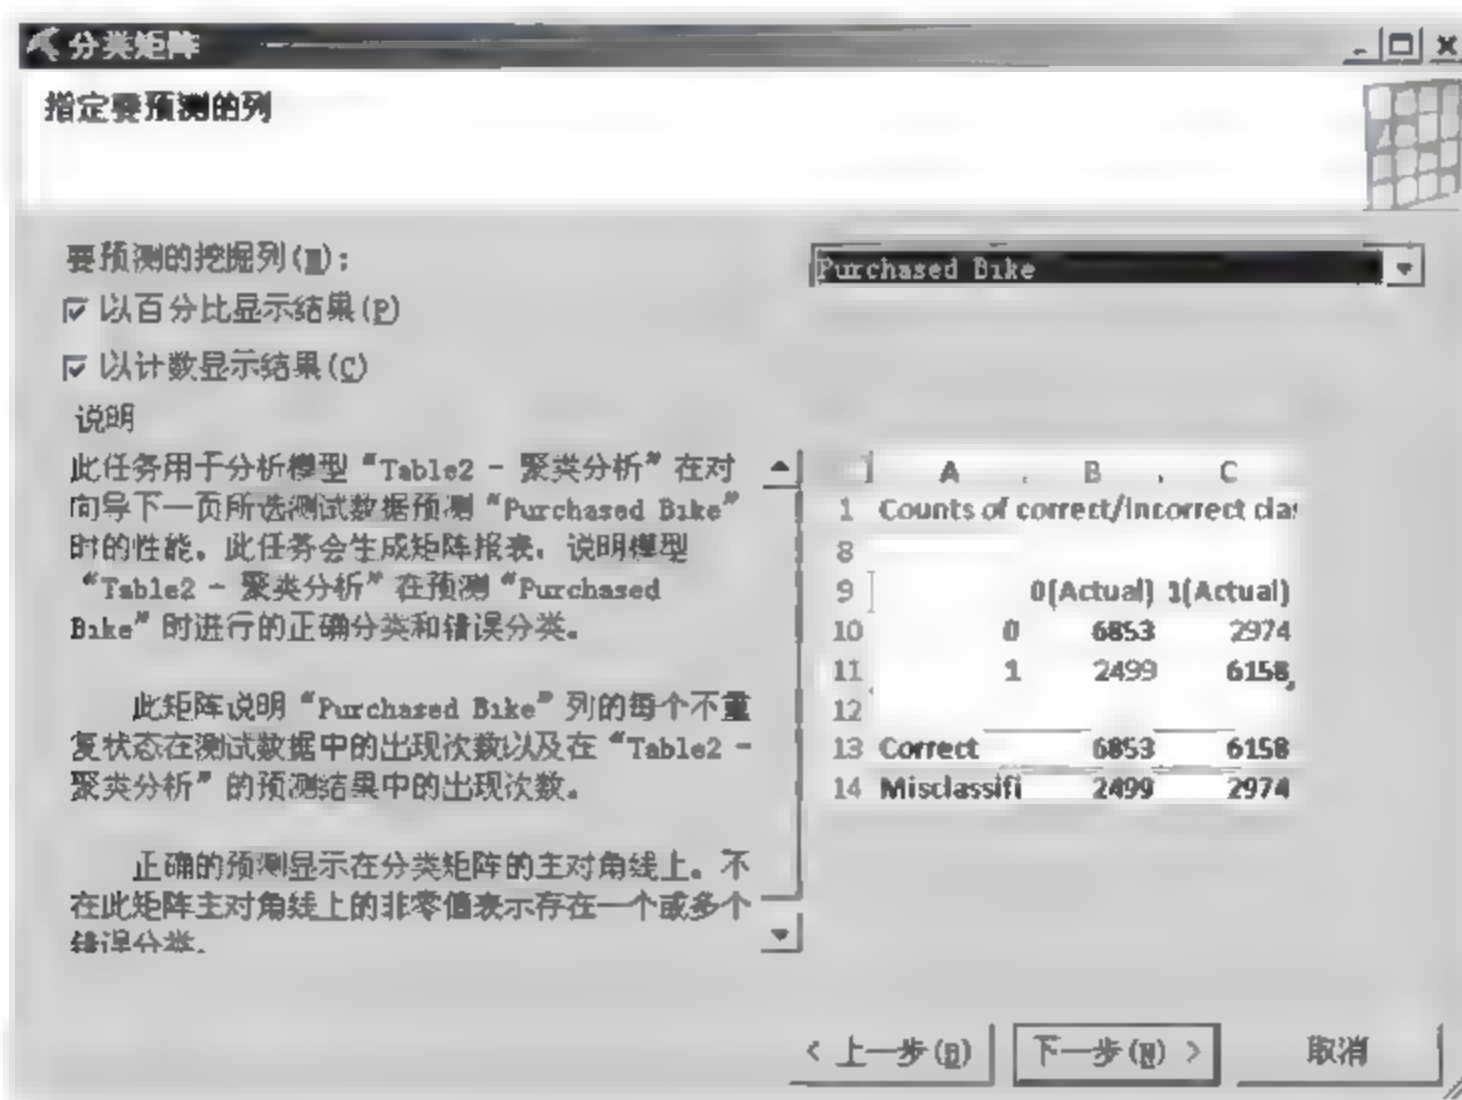 分类矩阵
指定要预测的列
要预测的挖掘列(M):
Purchased Bike
以百分比显示结果(P)
以计数显示结果(C)
说明
此任务用于分析模型“Table2 - 聚类分析”在对
向导下一页所选测试数据预测“Purchased Bike”
时的性能。此任务会生成矩阵报表，说明模型
“Table2 - 聚类分析”在预测“Purchased
Bike”时进行的正确分类和错误分类。
此矩阵说明“Purchased Bike”列的每个不重
复状态在测试数据中的出现次数以及在“Table2 -
聚类分析”的预测结果中的出现次数。
正确的预测显示在分类矩阵的主对角线上。不
在此矩阵主对角线上的非零值表示存在一个或多个
错误分类。
A B C
1 Counts of correct/incorrect clas
8
9 0(Actual) 1(Actual)
10 0 6853 2974
11 1 2499 6158
12
13 Correct 6853 6158
14 Misclassifi 2499 2974
< 上一步(B)
下一步(N) >
取消